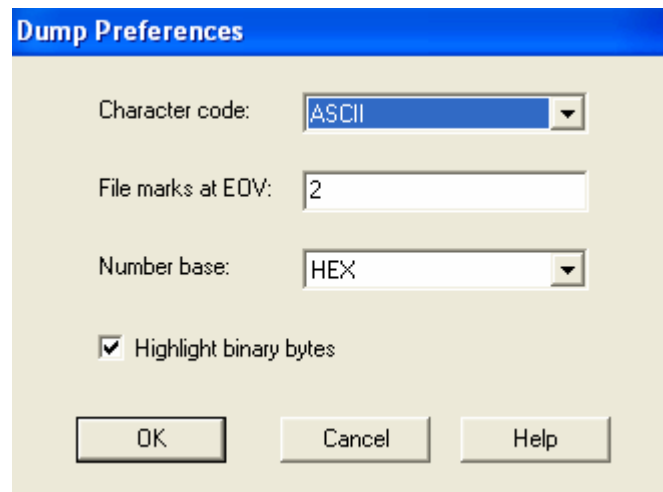 Dump Preferences
Character code: ASCII
File marks at EOV: 2
Number base: HEX
Highlight binary bytes
OK Cancel Help